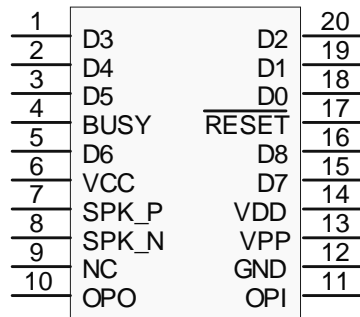 1 D3 D2 20
2 D4 D1 19
3 D5 D0 18
4 BUSY RESET 17
5 D6 D8 16
6 VCC D7 15
7 SPK_P VDD 14
8 SPK_N VPP 13
9 NC GND 12
10 OPO OPI 11